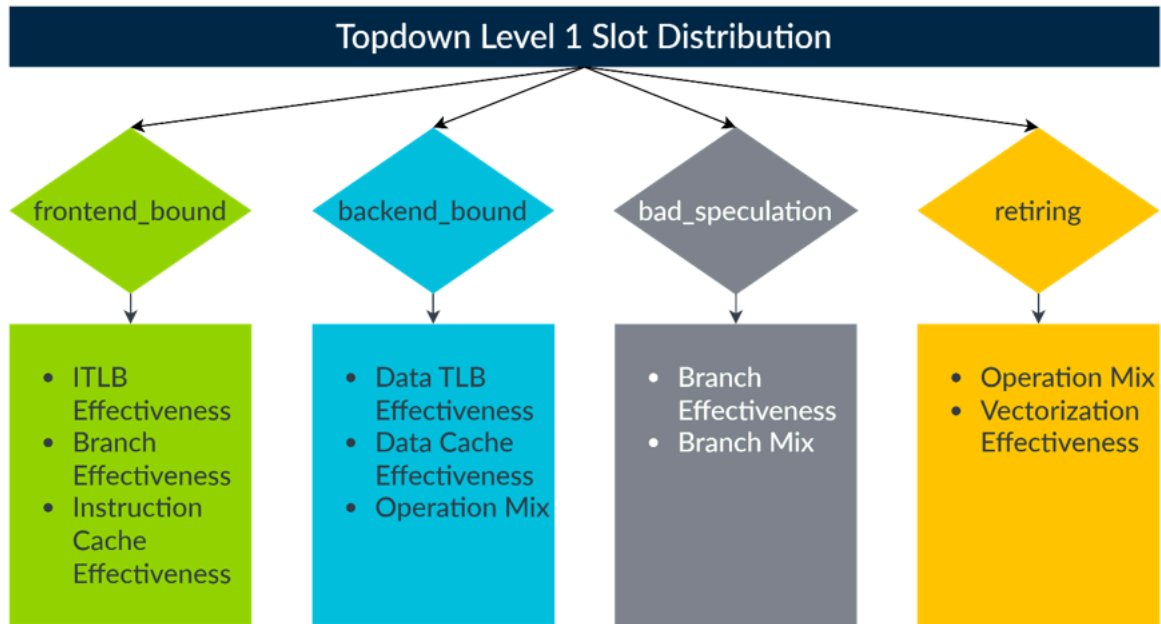 Topdown Level 1 Slot Distribution
frontend_bound
backend_bound
bad_speculation
retiring
• ITLB
Effectiveness
• Branch
Effectiveness
• Instruction
Cache
Effectiveness
• Data TLB
Effectiveness
• Data Cache
Effectiveness
• Operation Mix
• Branch
Effectiveness
• Branch Mix
• Operation Mix
• Vectorization
Effectiveness